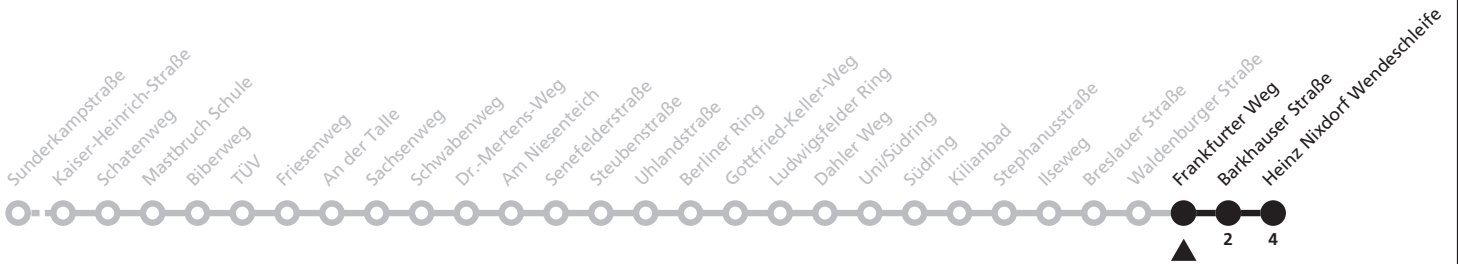 Sunderkampstraße
Kaiser-Heinrich-Straße
Schatenweg
Mastbruch Schule
Biberweg
TÜV
Friesenweg
An der Talle
Sachsenweg
Schwabenweg
Dr.-Mertens-Weg
Am Niesenteich
Senefelderstraße
Steubenstraße
Uhlandstraße
Berliner Ring
Gottfried-Keller-Weg
Ludwigsfelder Ring
Dahler Weg
Uni/Südring
Südring
Kilianbad
Stephanusstraße
Ilseweg
Breslauer Straße
Waldenburger Straße
Frankfurter Weg
Barkhauser Straße
Heinz Nixdorf Wendeschleife
2
4